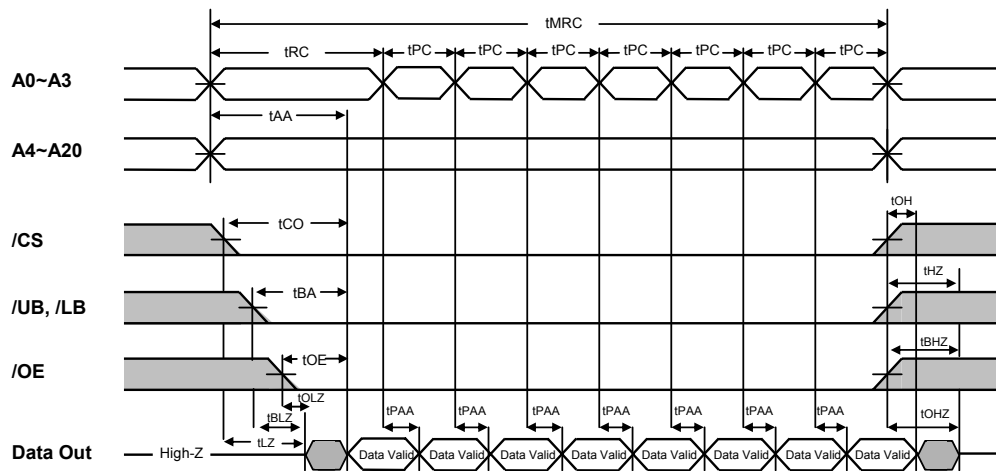 tMRC
tRC tPC tPC tPC tPC tPC tPC tPC
A0~A3
tAA
A4~A20
tOH
tCO
/CS
tHZ
tBA
/UB, /LB
tBHZ
tOE
/OE
tOLZ
tPAA tPAA tPAA tPAA tPAA tPAA tPAA tOHZ
tBLZ
tLZ
Data Out High-Z Data Valid Data Valid Data Valid Data Valid Data Valid Data Valid Data Valid Data Valid